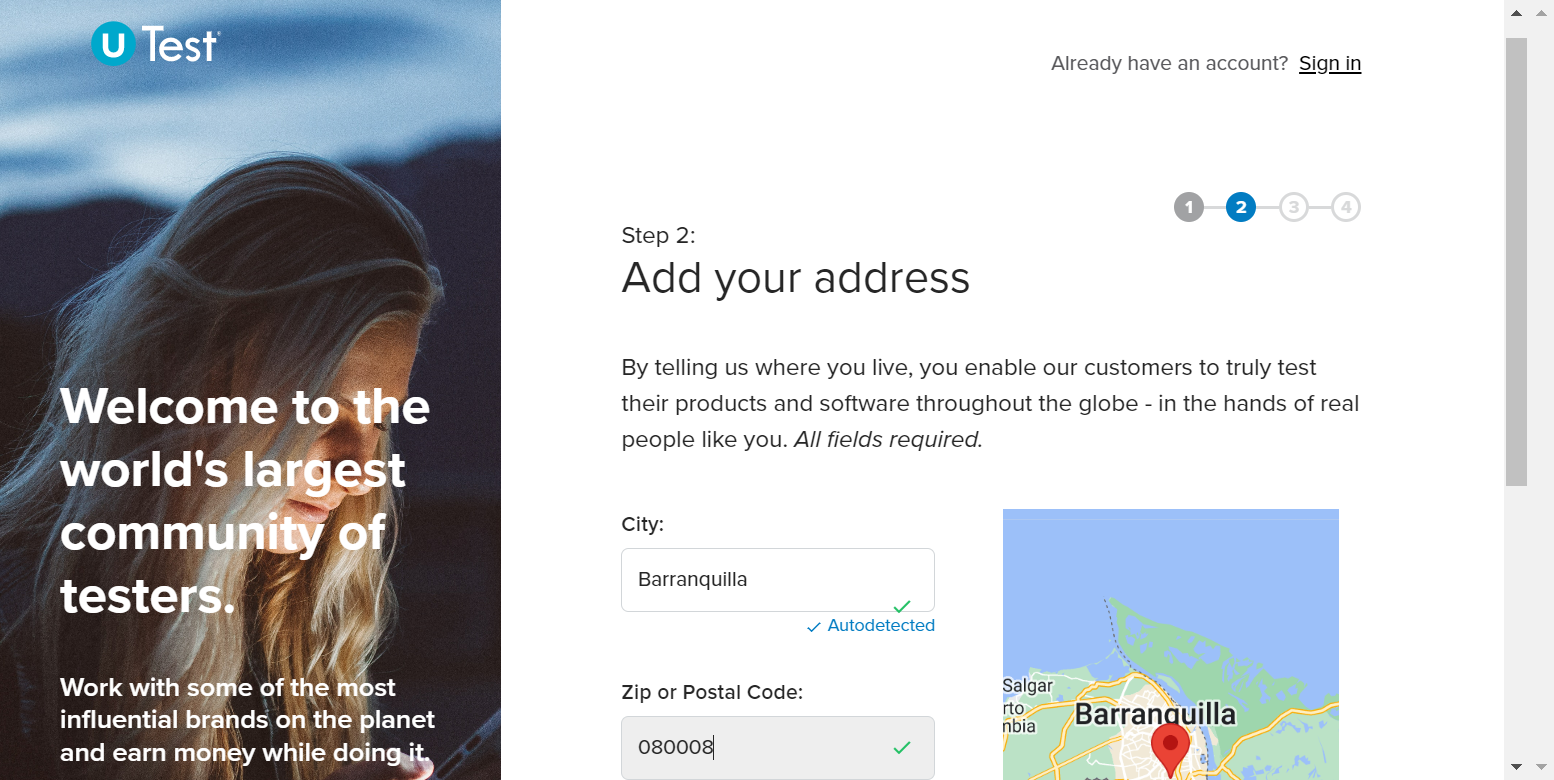 U Test
Already have an account? Sign in
1 2 3 4
Step 2:
Add your address
By telling us where you live, you enable our customers to truly test
their products and software throughout the globe - in the hands of real
people like you. All fields required.
Welcome to the
world's largest
community of
testers.
Work with some of the most
influential brands on the planet
and earn money while doing it.
City:
Barranquilla
Autodetected
Zip or Postal Code:
080008
Salgar
rto
mbia
Barranquilla